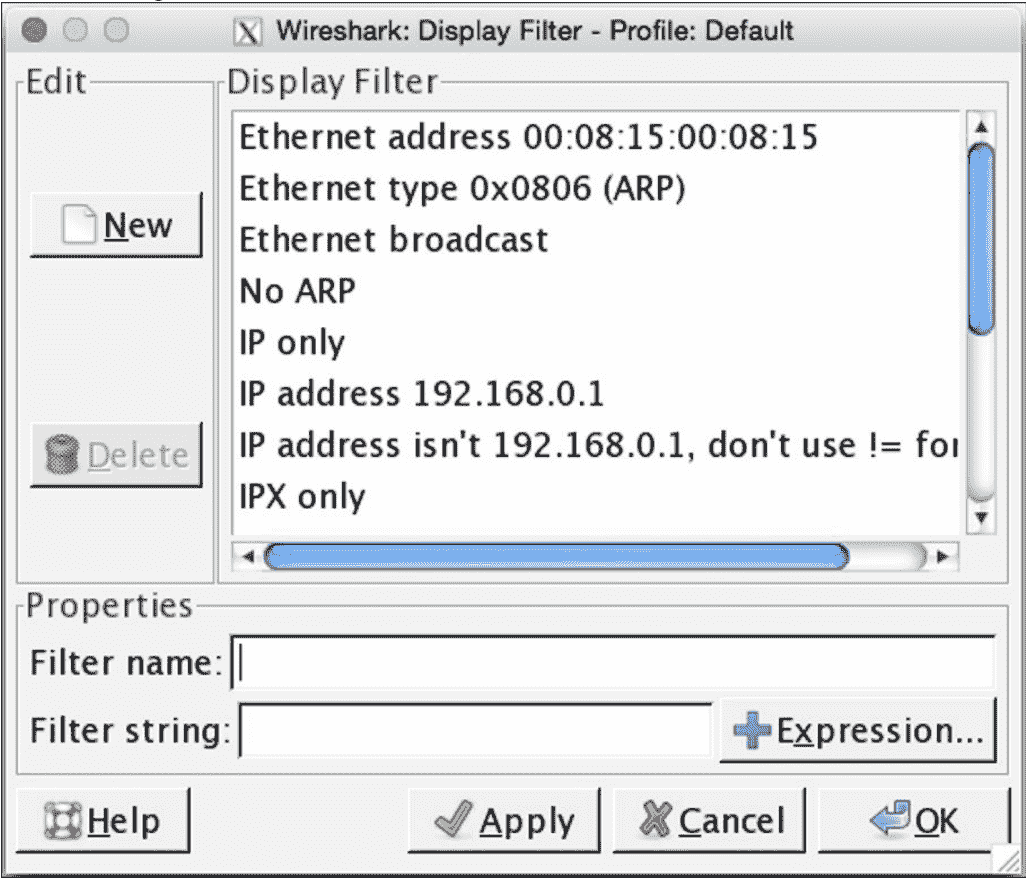 Wireshark: Display Filter - Profile: Default
Edit
Display Filter
Ethernet address 00:08:15:00:08:15
Ethernet type 0x0806 (ARP)
Ethernet broadcast
No ARP
IP only
IP address 192.168.0.1
IP address isn't 192.168.0.1, don't use != for
IPX only
New
Delete
Properties
Filter name:
Filter string:
Expression...
Help
Apply
Cancel
OK